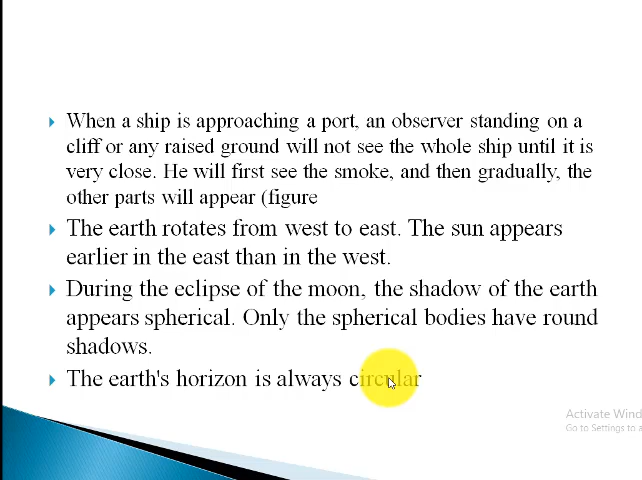 When a ship is approaching a port, an observer standing on a
cliff or any raised ground will not see the whole ship until it is
very close. He will first see the smoke, and then gradually, the
other parts will appear (figure
The earth rotates from west to east. The sun appears
earlier in the east than in the west.
During the eclipse of the moon, the shadow of the earth
appears spherical. Only the spherical bodies have round
shadows.
The earth's horizon is always circular
Activate Wind
Go to Settings to a